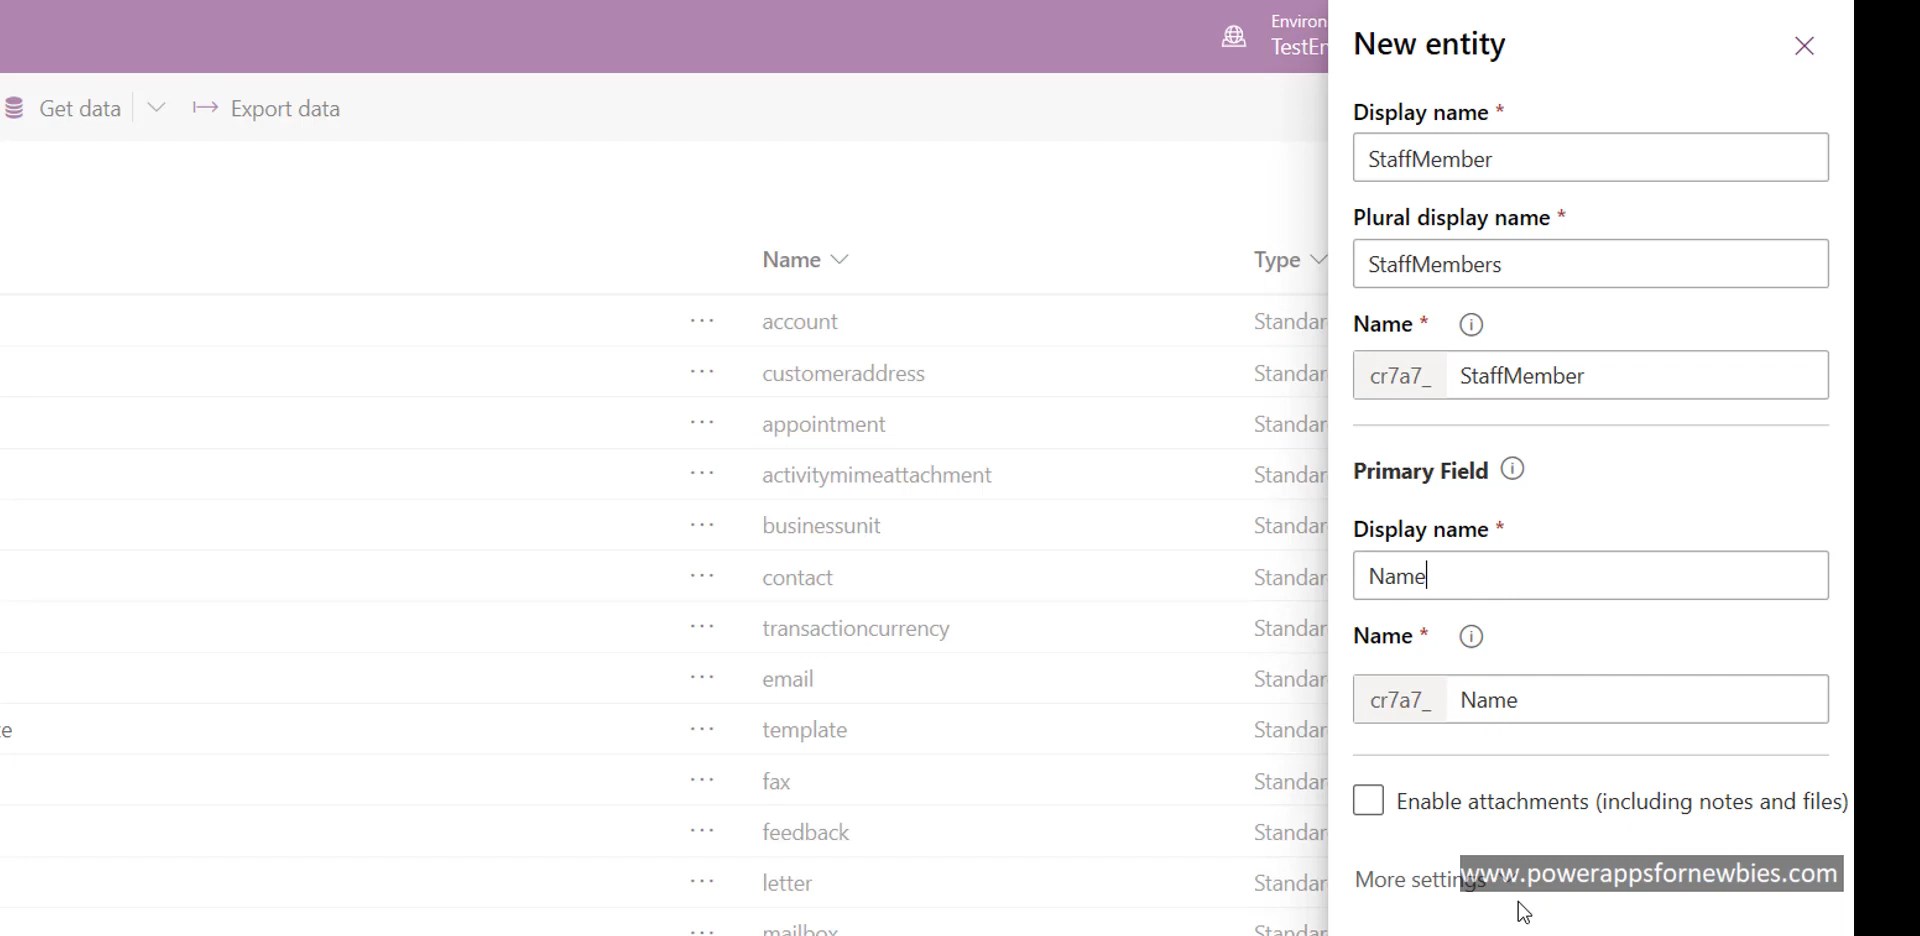 Environ
TestEn
Get data
Export data
Name
Type
account
Standar
customeraddress
Standar
appointment
Standar
activitymimeattachment
Standar
businessunit
Standar
contact
Standar
transactioncurrency
Standar
email
Standar
e
template
Standar
fax
Standar
feedback
Standar
letter
Standar
mailbox
Standar
New entity
Display name *
StaffMember
Plural display name *
StaffMembers
Name *
cr7a7_ StaffMember
Primary Field
Display name *
Name
Name *
cr7a7_ Name
Enable attachments (including notes and files)
More settings
www.powerappsfornewbies.com